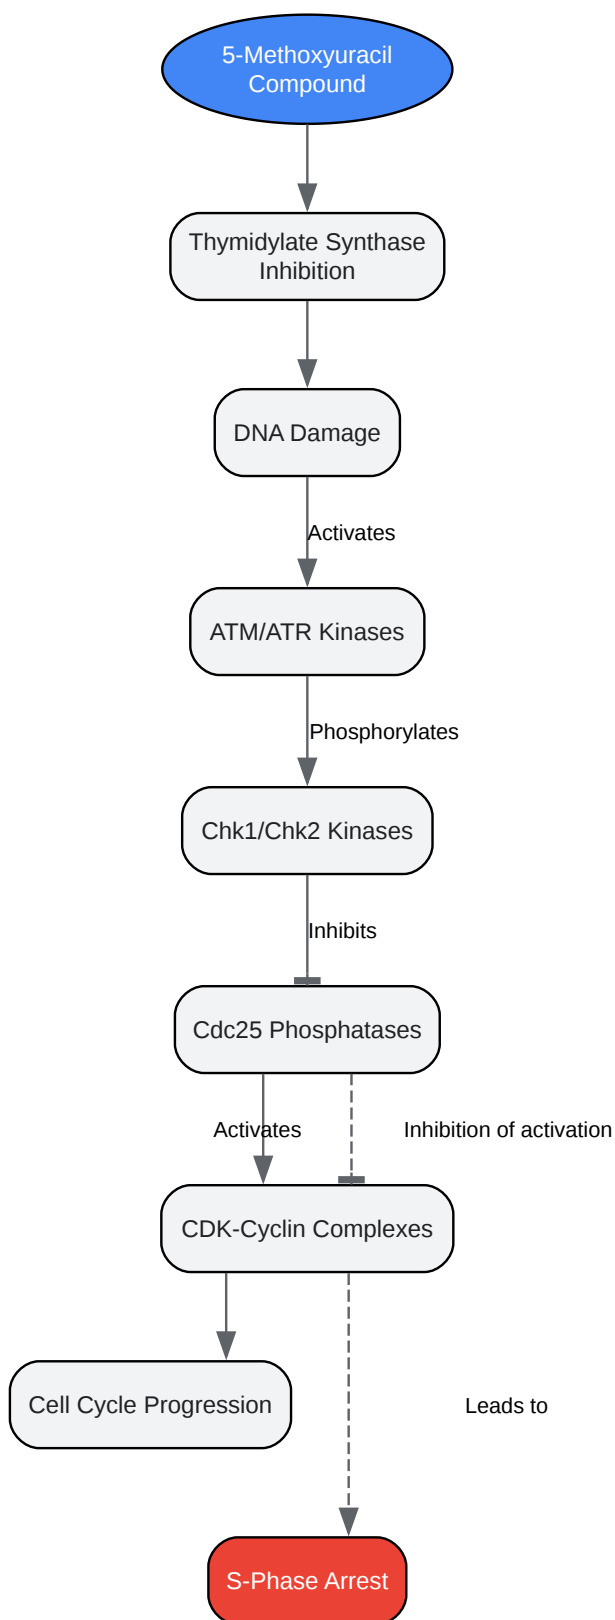 5-Methoxyuracil
Compound
Thymidylate Synthase
Inhibition
DNA Damage
Activates
ATM/ATR Kinases
Phosphorylates
Chk1/Chk2 Kinases
Inhibits
Cdc25 Phosphatases
Activates
Inhibition of activation
CDK-Cyclin Complexes
Cell Cycle Progression
Leads to
S-Phase Arrest